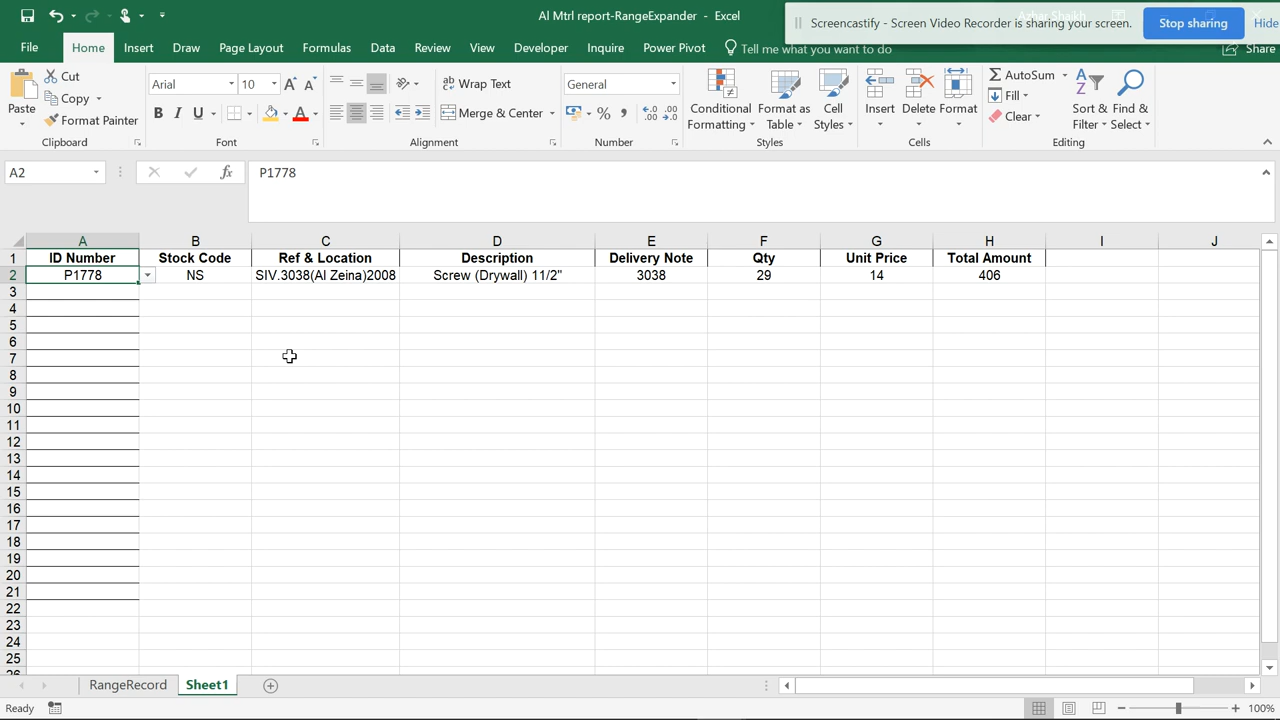 Al Mtrl report-RangeExpander - Excel
Screencastify - Screen Video Recorder is sharing your screen.
Stop sharing
Hide
File Home Insert Draw Page Layout Formulas Data Review View Developer Inquire Power Pivot Tell me what you want to do Share
Paste
Cut
Copy
Format Painter
Clipboard
Arial 10
B I U
Font
Wrap Text
Merge & Center
Alignment
General
Number
Conditional Formatting
Format as Table
Cell Styles
Styles
Insert Delete Format
Cells
AutoSum
Fill
Clear
Sort & Filter
Find & Select
Editing
A2 fx P1778
A B C D E F G H I J
1 ID Number Stock Code Ref & Location Description Delivery Note Qty Unit Price Total Amount
2 P1778 NS SIV.3038(Al Zeina)2008 Screw (Drywall) 11/2" 3038 29 14 406
3
4
5
6
7
8
9
10
11
12
13
14
15
16
17
18
19
20
21
22
23
24
25
RangeRecord Sheet1
Ready 100%